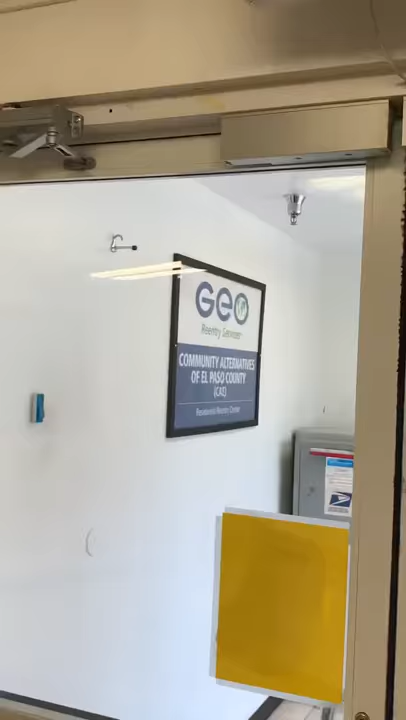 GEO
Reentry Services
COMMUNITY ALTERNATIVES
OF EL PASO COUNTY
(CAE)
Residential Reentry Center